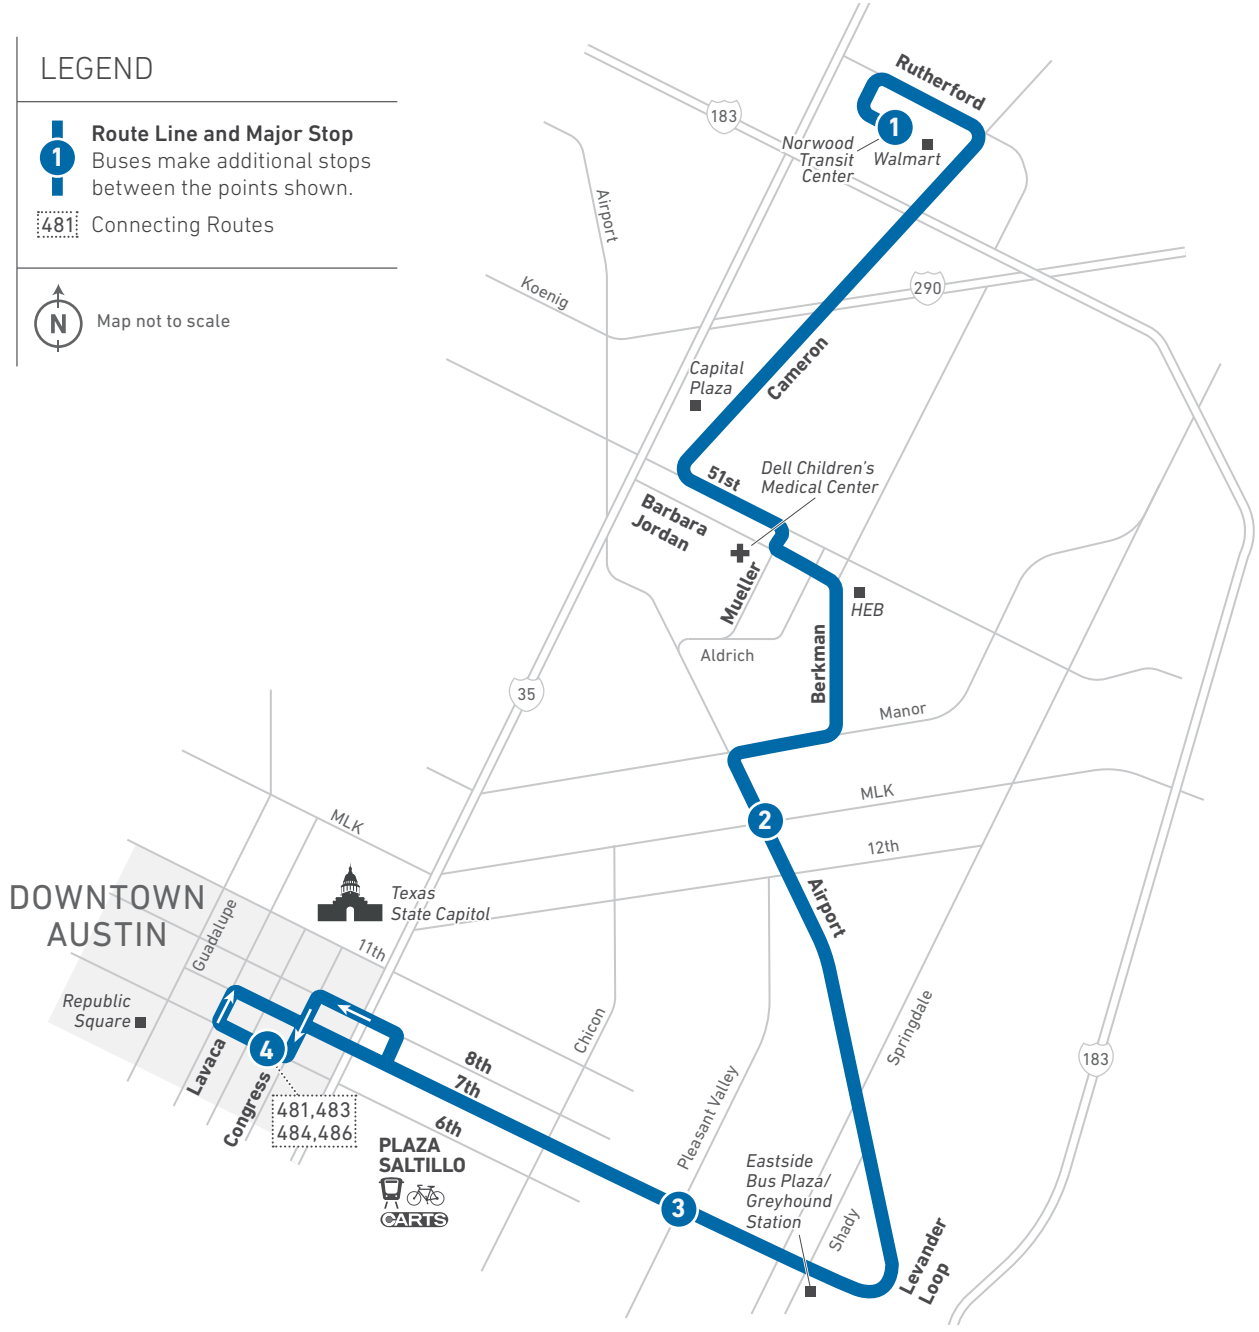 LEGEND
1
Route Line and Major Stop
Buses make additional stops
between the points shown.
481
Connecting Routes
N
Map not to scale
Rutherford
183
1
Norwood
Transit
Center
Walmart
Airport
Koenig
290
Cameron
Capital
Plaza
51st
Dell Children's
Medical Center
Barbara
Jordan
Mueller
HEB
Aldrich
Berkman
35
Manor
MLK
2
MLK
12th
DOWNTOWN
AUSTIN
Texas
State Capitol
Guadalupe
11th
Airport
Republic
Square
Lavaca
4
Congress
481,483
484,486
8th
7th
6th
Chicon
Springdale
183
PLAZA
SALTILLO
CARTS
Pleasant Valley
3
Eastside
Bus Plaza/
Greyhound
Station
Shady
Levander
Loop